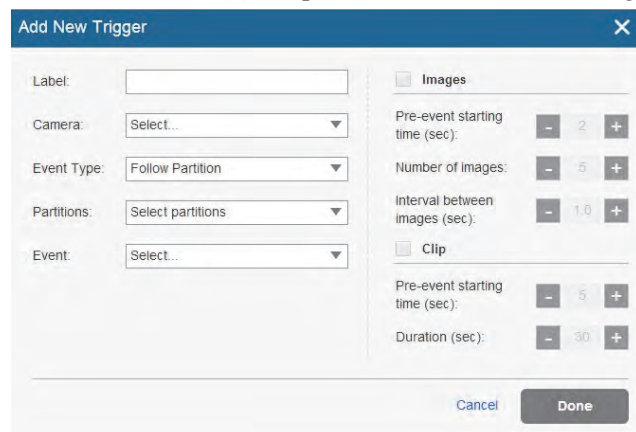 Add New Trigger
Label:
Camera: Select...
Event Type: Follow Partition
Partitions: Select partitions
Event: Select...
Images
Pre-event starting
time (sec): - 2 +
Number of images: - 5 +
Interval between
images (sec): - 1.0 +
Clip
Pre-event starting
time (sec): - 5 +
Duration (sec): - 30 +
Cancel Done